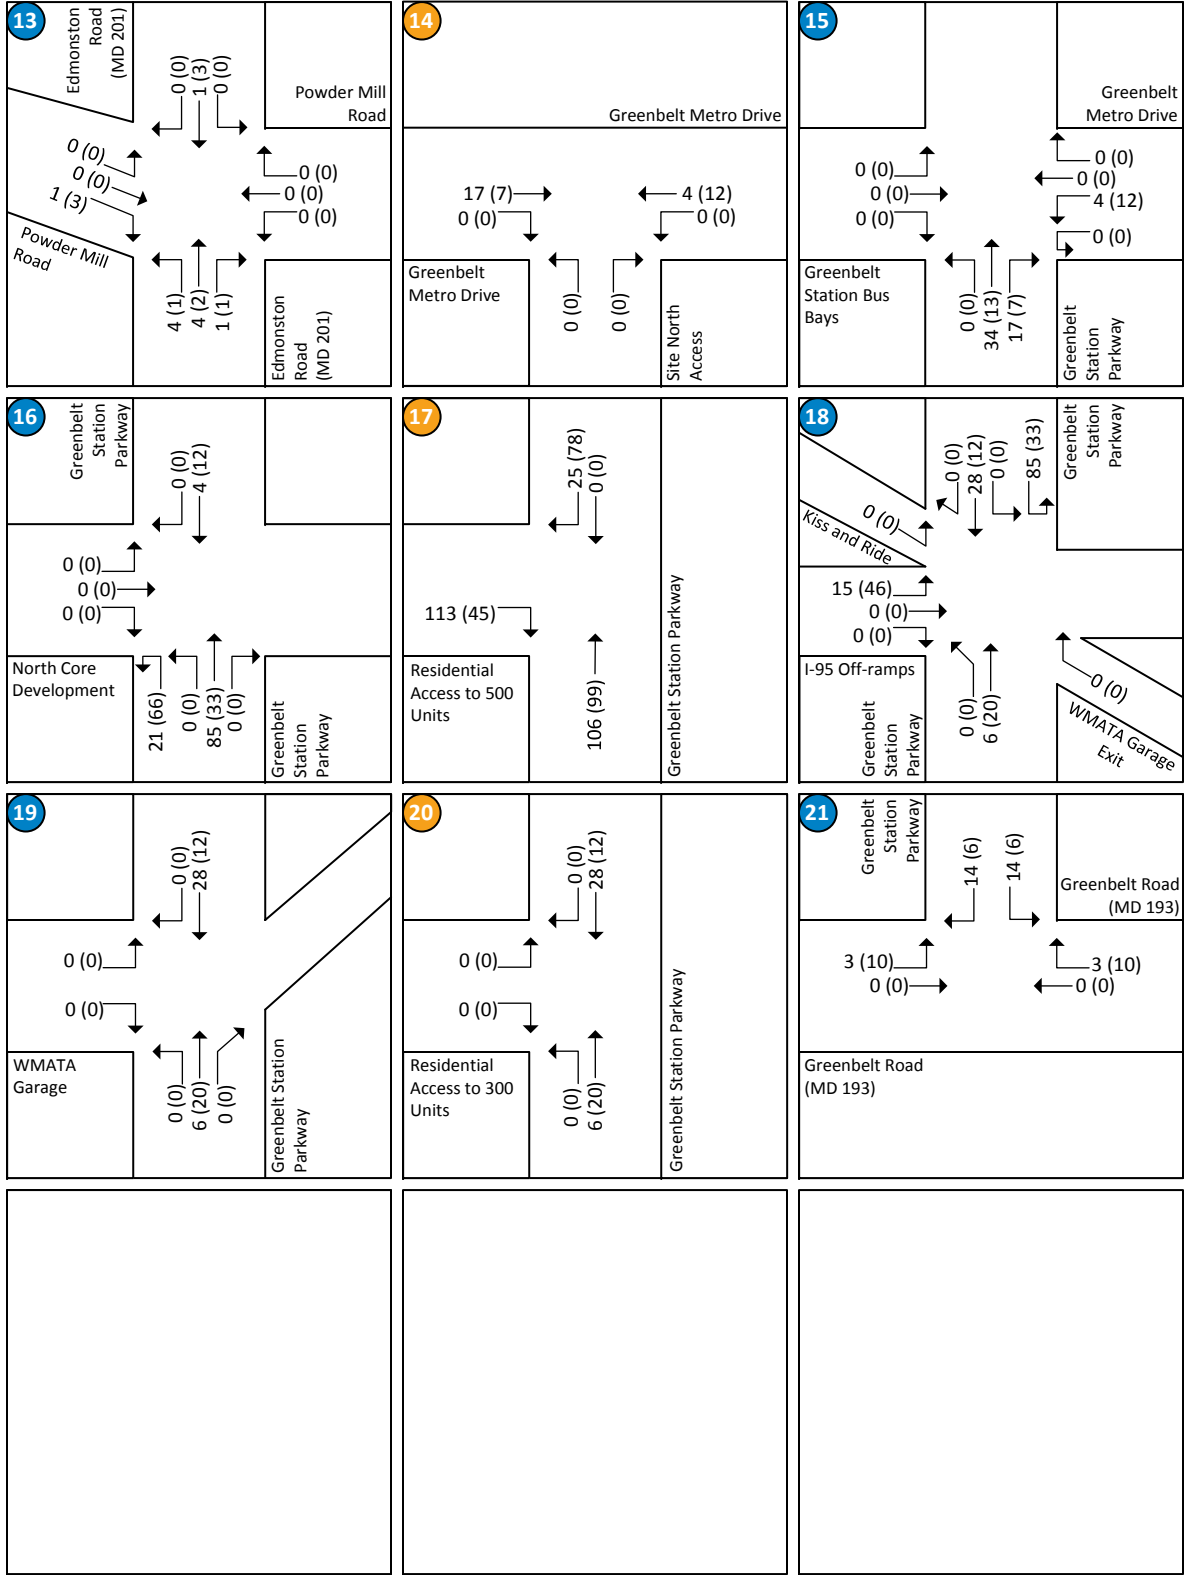 13
Edmonston
Road
(MD 201)
0 (0)
1 (3)
0 (0)
Powder Mill
Road
0 (0)
0 (0)
1 (3)
0 (0)
0 (0)
0 (0)
Powder Mill
Road
4 (1)
4 (2)
1 (1)
Edmonston
Road
(MD 201)
14
Greenbelt Metro Drive
17 (7)
0 (0)
4 (12)
0 (0)
Greenbelt
Metro Drive
0 (0)
0 (0)
Site North
Access
15
Greenbelt
Metro Drive
0 (0)
0 (0)
0 (0)
0 (0)
0 (0)
4 (12)
0 (0)
Greenbelt
Station Bus
Bays
0 (0)
34 (13)
17 (7)
Greenbelt
Station
Parkway
16
Greenbelt
Station
Parkway
0 (0)
4 (12)
0 (0)
0 (0)
0 (0)
North Core
Development
21 (66)
0 (0)
85 (33)
0 (0)
Greenbelt
Station
Parkway
17
25 (78)
0 (0)
113 (45)
Residential
Access to 500
Units
106 (99)
Greenbelt Station Parkway
18
0 (0)
28 (12)
0 (0)
85 (33)
Greenbelt
Station
Parkway
0 (0)
Kiss and Ride
15 (46)
0 (0)
0 (0)
I-95 Off-ramps
Greenbelt
Station
Parkway
0 (0)
6 (20)
0 (0)
WMATA Garage
Exit
19
0 (0)
28 (12)
0 (0)
0 (0)
WMATA
Garage
0 (0)
6 (20)
0 (0)
Greenbelt Station
Parkway
20
0 (0)
28 (12)
0 (0)
0 (0)
Residential
Access to 300
Units
0 (0)
6 (20)
Greenbelt Station Parkway
21
Greenbelt
Station
Parkway
14 (6)
14 (6)
Greenbelt Road
(MD 193)
3 (10)
0 (0)
3 (10)
0 (0)
Greenbelt Road
(MD 193)